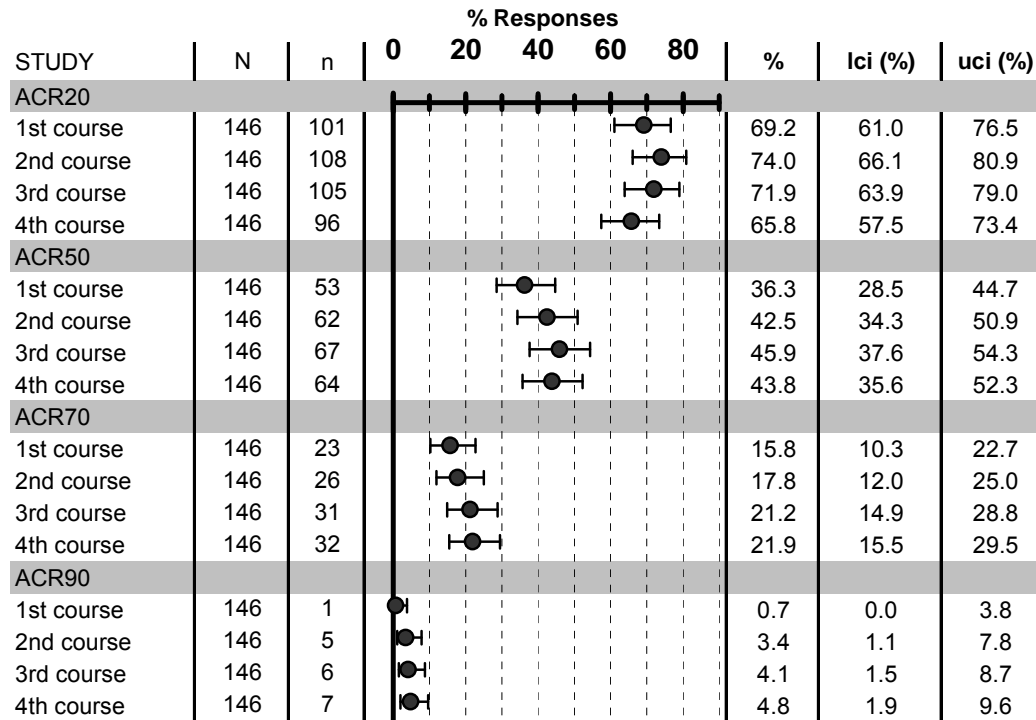 % Responses
STUDY N n 0 20 40 60 80 % lci (%) uci (%)
ACR20
1st course 146 101 69.2 61.0 76.5
2nd course 146 108 74.0 66.1 80.9
3rd course 146 105 71.9 63.9 79.0
4th course 146 96 65.8 57.5 73.4
ACR50
1st course 146 53 36.3 28.5 44.7
2nd course 146 62 42.5 34.3 50.9
3rd course 146 67 45.9 37.6 54.3
4th course 146 64 43.8 35.6 52.3
ACR70
1st course 146 23 15.8 10.3 22.7
2nd course 146 26 17.8 12.0 25.0
3rd course 146 31 21.2 14.9 28.8
4th course 146 32 21.9 15.5 29.5
ACR90
1st course 146 1 0.7 0.0 3.8
2nd course 146 5 3.4 1.1 7.8
3rd course 146 6 4.1 1.5 8.7
4th course 146 7 4.8 1.9 9.6